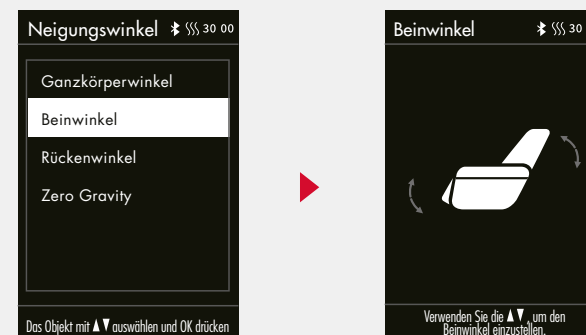 Neigungswinkel 30 00
Ganzkörperwinkel
Beinwinkel
Rückenwinkel
Zero Gravity
Das Objekt mit ▲▼ auswählen und OK drücken
Beinwinkel 30
Verwenden Sie die ▲▼, um den
Beinwinkel einzustellen.